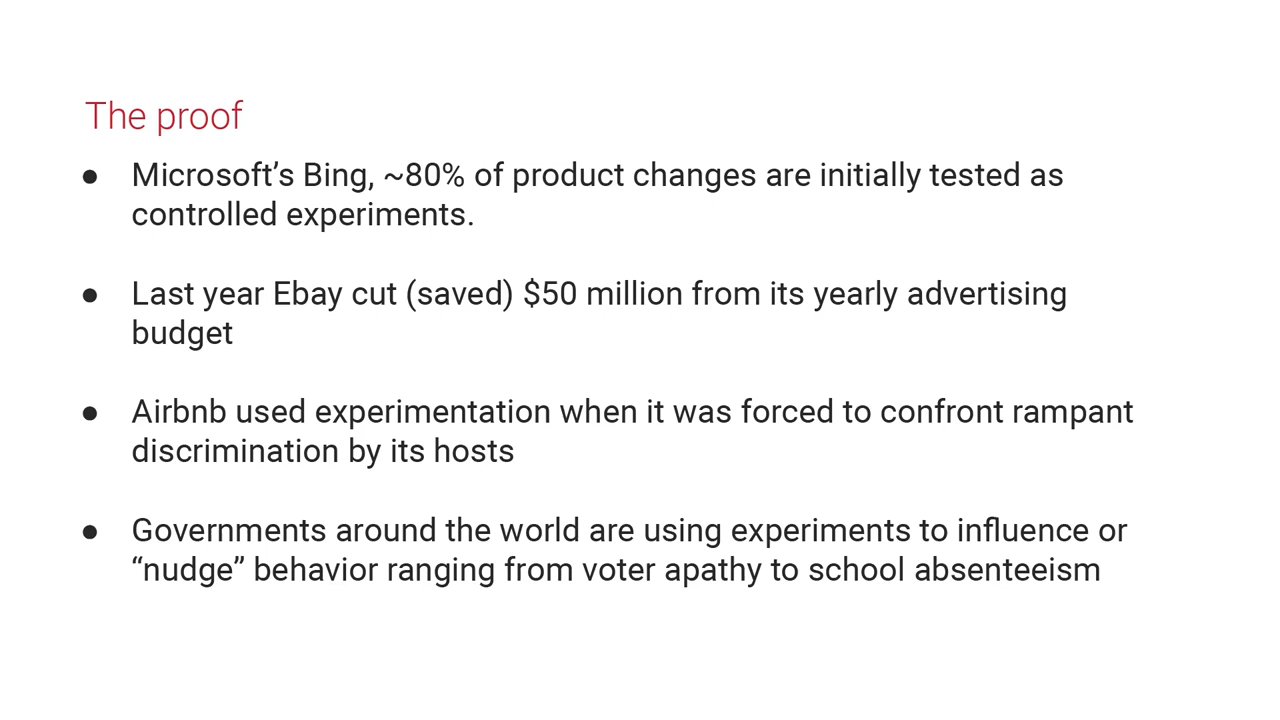 The proof
● Microsoft’s Bing, ~80% of product changes are initially tested as
controlled experiments.
● Last year Ebay cut (saved) $50 million from its yearly advertising
budget
● Airbnb used experimentation when it was forced to confront rampant
discrimination by its hosts
● Governments around the world are using experiments to influence or
“nudge” behavior ranging from voter apathy to school absenteeism